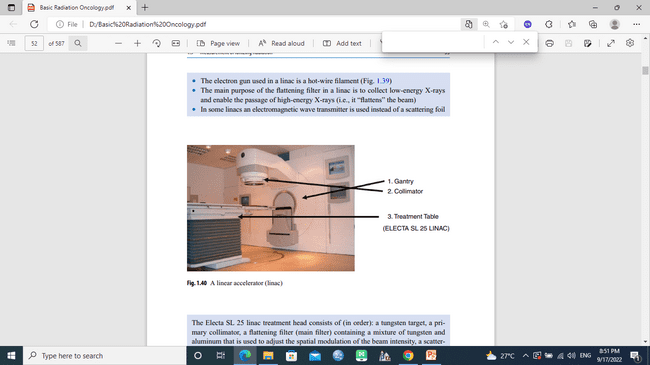 Basic Radiation Oncology.pdf
File
D:/Basic%20Radiation%20Oncology.pdf
52 of 587
Page view
Read aloud
Add text
• The electron gun used in a linac is a hot-wire filament (Fig. 1.39)
• The main purpose of the flattening filter in a linac is to collect low-energy X-rays
and enable the passage of high-energy X-rays (i.e., it “flattens” the beam)
• In some linacs an electromagnetic wave transmitter is used instead of a scattering foil
1. Gantry
2. Collimator
3. Treatment Table
(ELECTA SL 25 LINAC)
Fig. 1.40 A linear accelerator (linac)
The Electa SL 25 linac treatment head consists of (in order): a tungsten target, a pri-
mary collimator, a flattening filter (main filter) containing a mixture of tungsten and
aluminum that is used to adjust the spatial modulation of the beam intensity, a scatter-
Type here to search
27°C
ENG
8:51 PM
9/17/2022